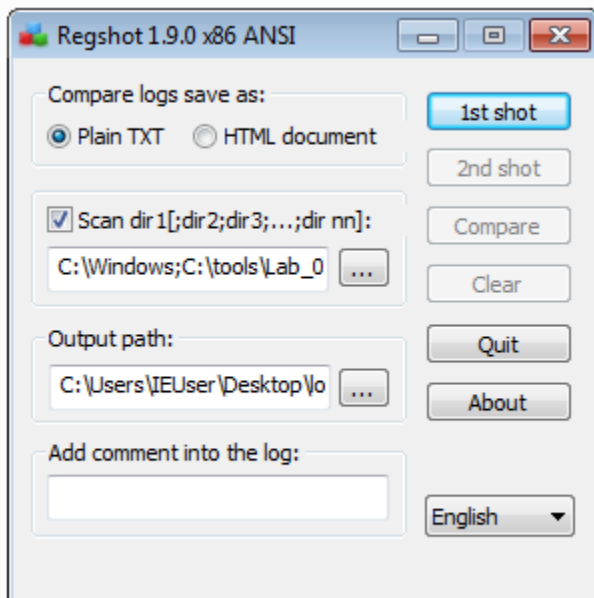 Regshot 1.9.0 x86 ANSI
Compare logs save as:
Plain TXT
HTML document
1st shot
2nd shot
Scan dir1[;dir2;dir3;...;dir nn]:
C:\Windows;C:\tools\Lab_0
...
Compare
Clear
Output path:
C:\Users\IEUser\Desktop\lo
...
Quit
About
Add comment into the log:
English